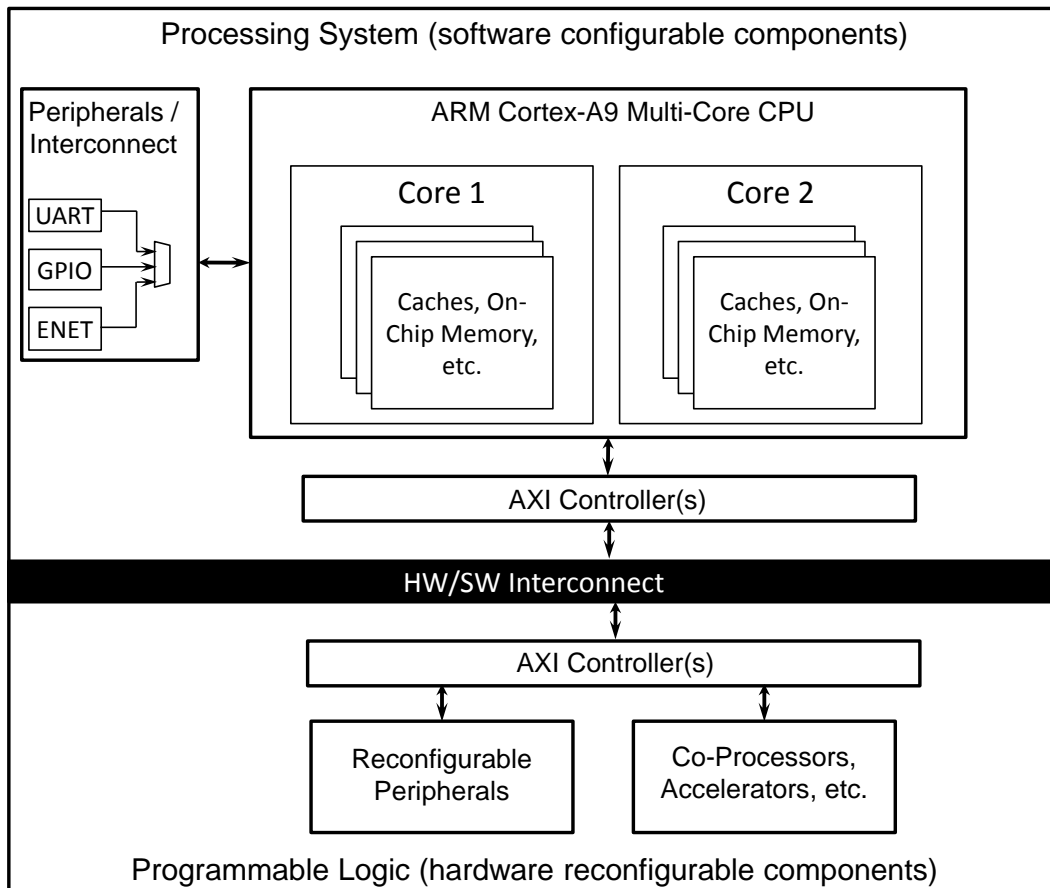 Processing System (software configurable components)
Peripherals /
Interconnect
UART
GPIO
ENET
ARM Cortex-A9 Multi-Core CPU
Core 1
Caches, On-
Chip Memory,
etc.
Core 2
Caches, On-
Chip Memory,
etc.
AXI Controller(s)
HW/SW Interconnect
AXI Controller(s)
Reconfigurable
Peripherals
Co-Processors,
Accelerators, etc.
Programmable Logic (hardware reconfigurable components)